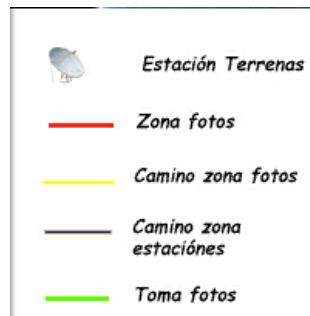 Estación Terrenas
Zona fotos
Camino zona fotos
Camino zona
estaciónes
Toma fotos